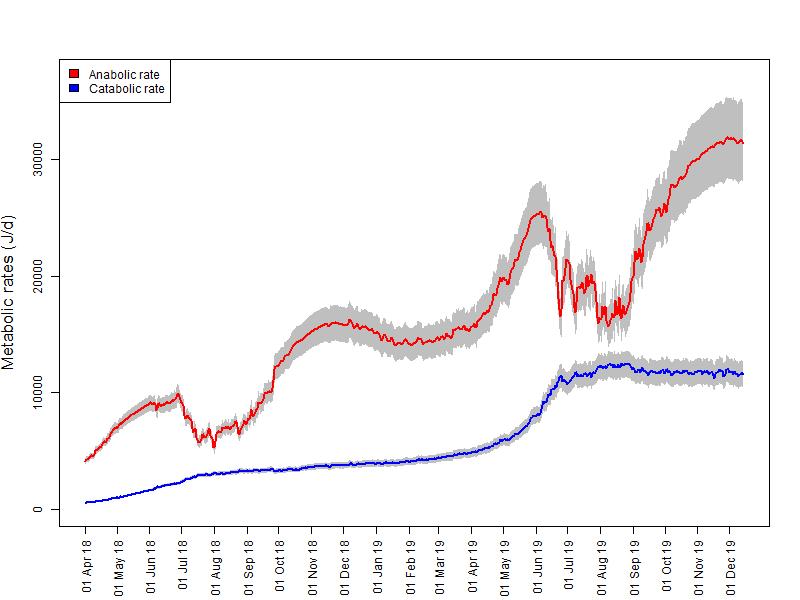 Anabolic rate
Catabolic rate
Metabolic rates (J/d)
30000
20000
10000
0
01 Apr 18
01 May 18
01 Jun 18
01 Jul 18
01 Aug 18
01 Sep 18
01 Oct 18
01 Nov 18
01 Dec 18
01 Jan 19
01 Feb 19
01 Mar 19
01 Apr 19
01 May 19
01 Jun 19
01 Jul 19
01 Aug 19
01 Sep 19
01 Oct 19
01 Nov 19
01 Dec 19